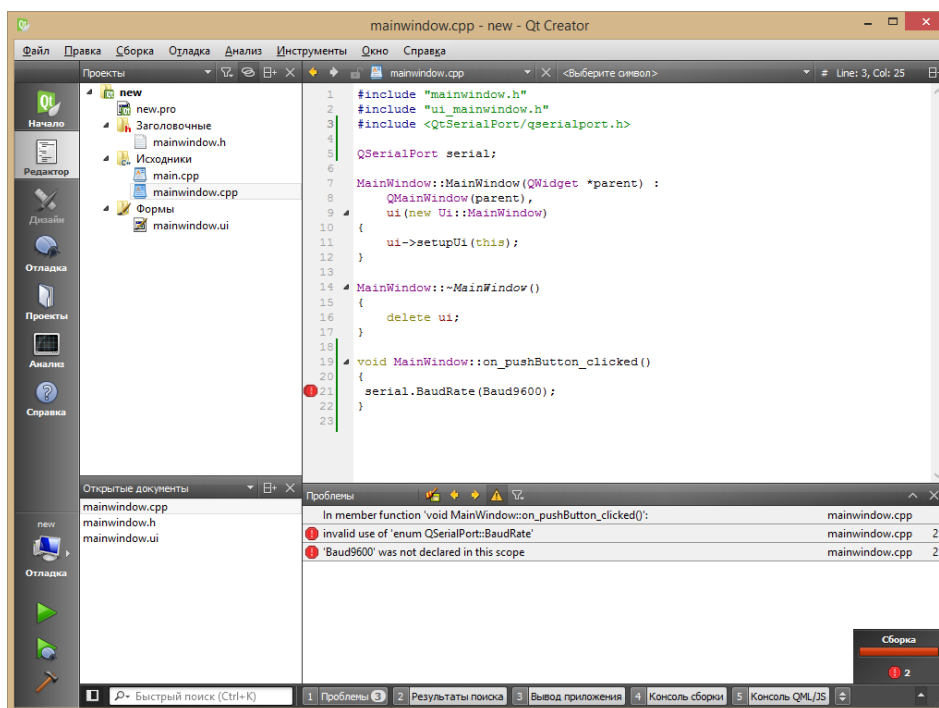 mainwindow.cpp - new - Qt Creator
Файл Правка Сборка Отладка Анализ Инструменты Окно Справка
Проекты
mainwindow.cpp
<Выберите символ>
# Line: 3, Col: 25
Начало
Редактор
Дизайн
Отладка
Проекты
Анализ
Справка
new
Отладка
new
new.pro
Заголовочные
mainwindow.h
Исходники
main.cpp
mainwindow.cpp
Формы
mainwindow.ui
1 #include "mainwindow.h"
2 #include "ui_mainwindow.h"
3 #include <QtSerialPort/qserialport.h>
4
5 QSerialPort serial;
6
7 MainWindow::MainWindow(QWidget *parent) :
8 QMainWindow(parent),
9 ui(new Ui::MainWindow)
10 {
11 ui->setupUi(this);
12 }
13
14 MainWindow::~MainWindow()
15 {
16 delete ui;
17 }
18
19 void MainWindow::on_pushButton_clicked()
20 {
21 serial.BaudRate(Baud9600);
22 }
23
Открытые документы
mainwindow.cpp
mainwindow.h
mainwindow.ui
Проблемы
In member function 'void MainWindow::on_pushButton_clicked()': mainwindow.cpp
invalid use of 'enum QSerialPort::BaudRate' mainwindow.cpp 2
'Baud9600' was not declared in this scope mainwindow.cpp 2
Сборка
2
Быстрый поиск (Ctrl+K)
1 Проблемы 3 2 Результаты поиска 3 Вывод приложения 4 Консоль сборки 5 Консоль QML/JS